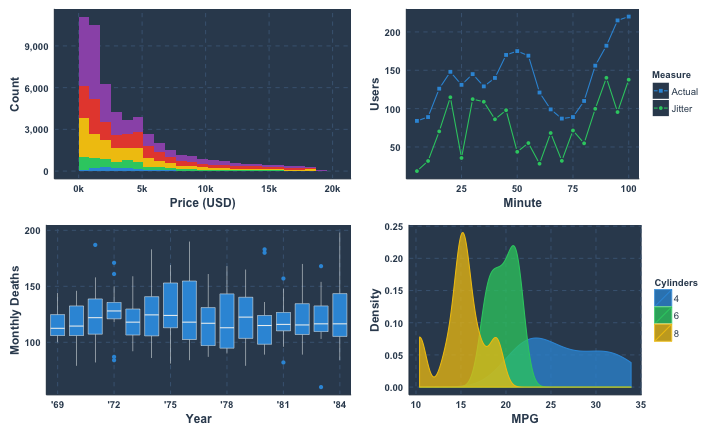 9,000
6,000
3,000
0
Count
0k 5k 10k 15k 20k
Price (USD)
200
150
100
50
Users
25 50 75 100
Minute
Measure
Actual
Jitter
200
150
100
Monthly Deaths
'69 '72 '75 '78 '81 '84
Year
0.25
0.20
0.15
0.10
0.05
0.00
Density
10 15 20 25 30 35
MPG
Cylinders
4
6
8